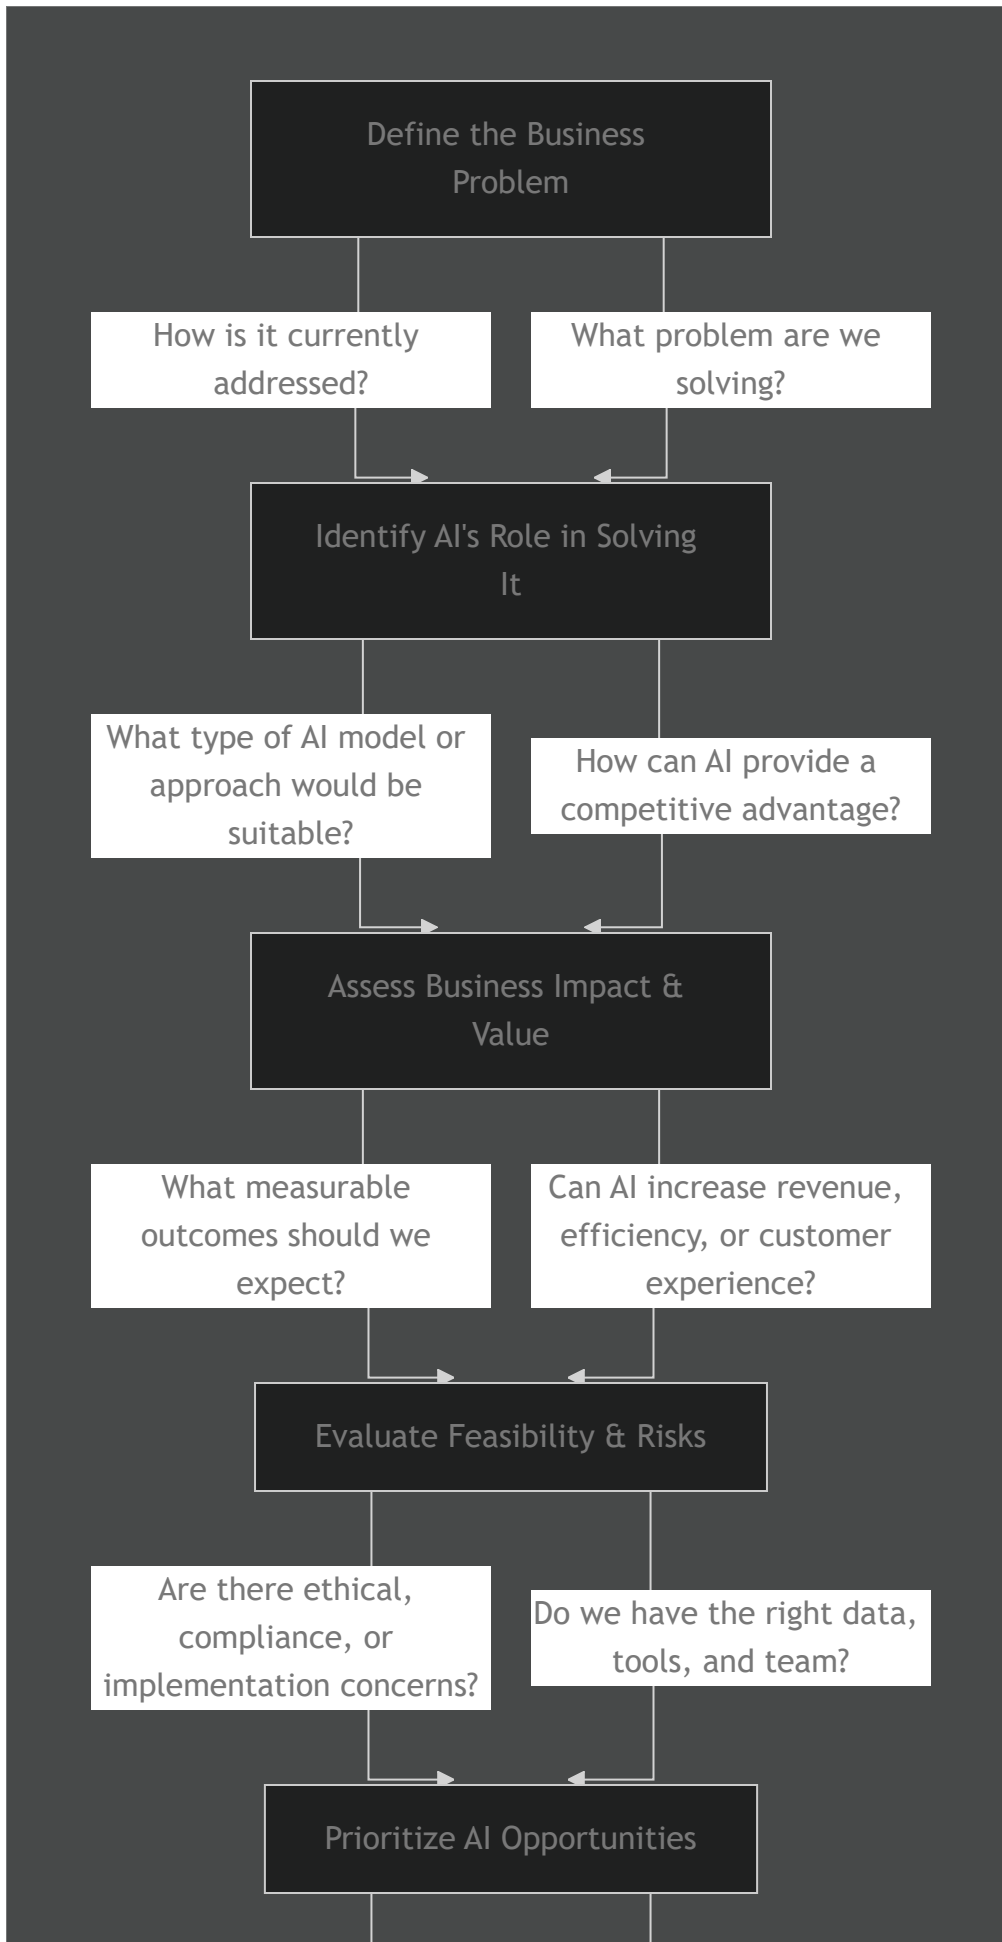 Define the Business
Problem
How is it currently
addressed?
What problem are we
solving?
Identify AI's Role in Solving
It
What type of AI model or
approach would be
suitable?
How can AI provide a
competitive advantage?
Assess Business Impact &
Value
What measurable
outcomes should we
expect?
Can AI increase revenue,
efficiency, or customer
experience?
Evaluate Feasibility & Risks
Are there ethical,
compliance, or
implementation concerns?
Do we have the right data,
tools, and team?
Prioritize AI Opportunities